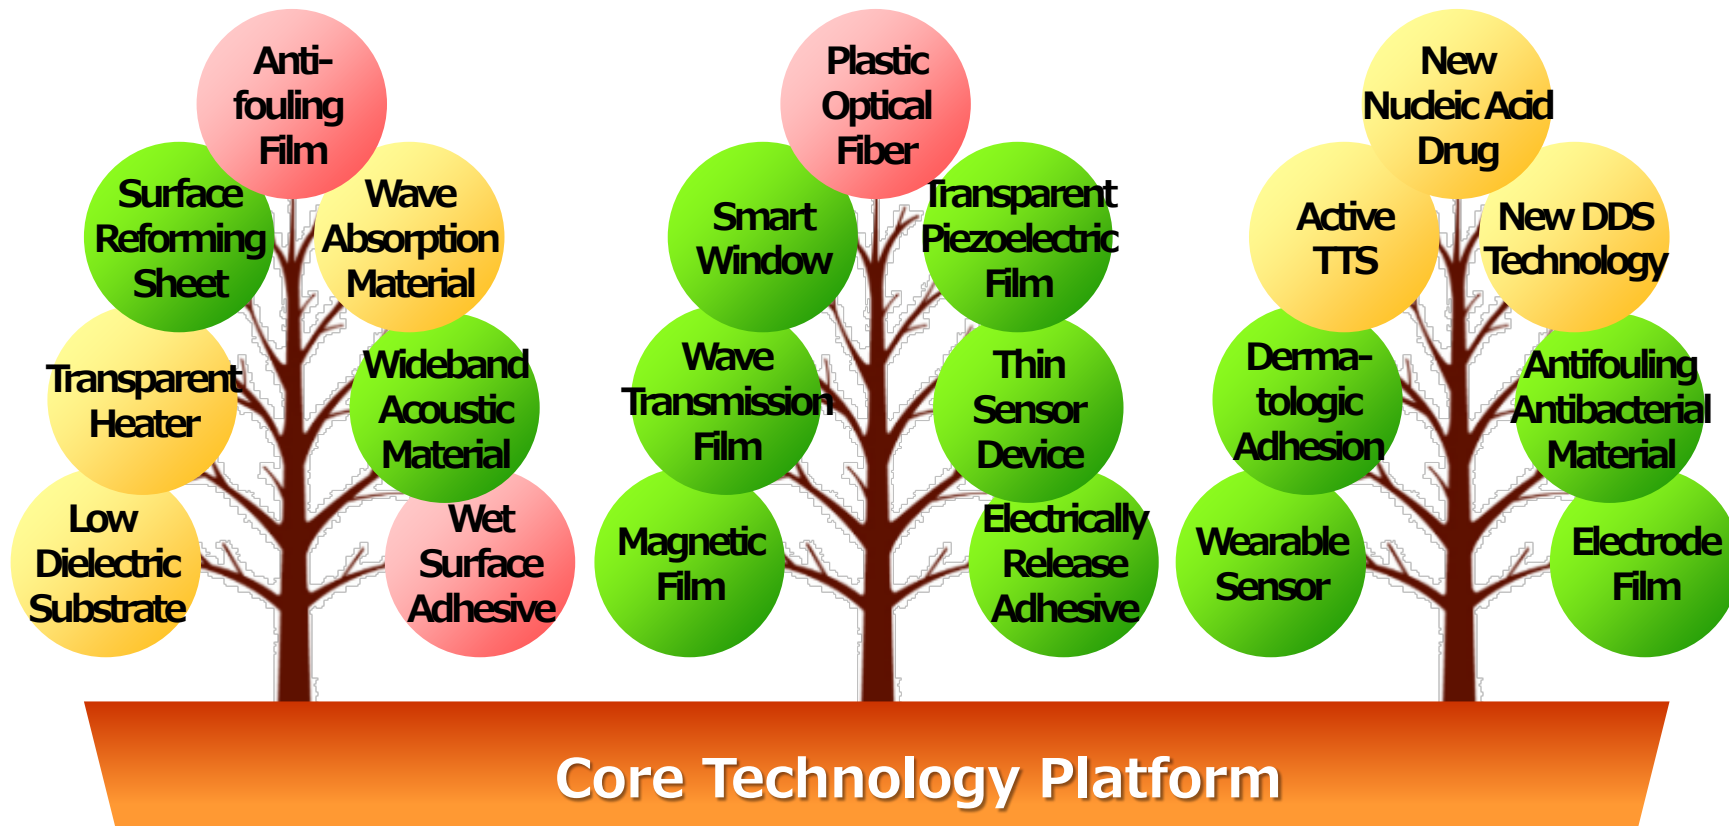 Anti-
fouling
Film
Surface
Reforming
Sheet
Wave
Absorption
Material
Transparent
Heater
Wideband
Acoustic
Material
Low
Dielectric
Substrate
Wet
Surface
Adhesive
Plastic
Optical
Fiber
Smart
Window
Transparent
Piezoelectric
Film
Wave
Transmission
Film
Thin
Sensor
Device
Magnetic
Film
Electrically
Release
Adhesive
New
Nucleic Acid
Drug
Active
TTS
New DDS
Technology
Derma-
tologic
Adhesion
Antifouling
Antibacterial
Material
Wearable
Sensor
Electrode
Film
Core Technology Platform